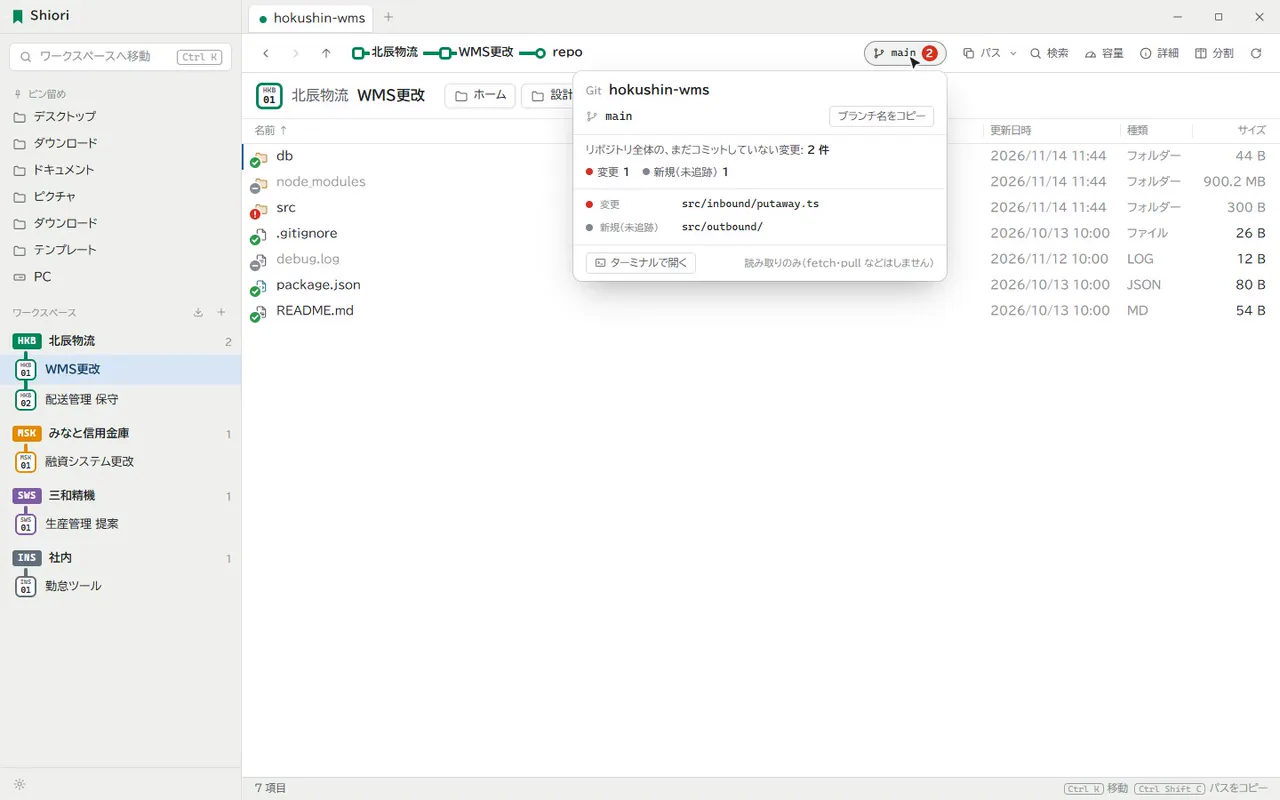 Shiori
hokushin-wms
ワークスペースへ移動 Ctrl K
北辰物流 WMS更改 repo
main 2
パス 検索 容量 詳細 分割
ピン留め
デスクトップ
ダウンロード
ドキュメント
ピクチャ
ダウンロード
テンプレート
PC
ワークスペース
HKB 北辰物流 2
HKB 01 WMS更改
HKB 02 配送管理 保守
MSK みなと信用金庫 1
MSK 01 融資システム更改
SWS 三和精機 1
SWS 01 生産管理 提案
INS 社内 1
INS 01 勤怠ツール
HKB 01 北辰物流 WMS更改 ホーム 設計
名前 ↑ 更新日時 種類 サイズ
db 2026/11/14 11:44 フォルダー 44 B
node_modules 2026/11/14 11:44 フォルダー 900.2 MB
src 2026/11/14 11:44 フォルダー 300 B
.gitignore 2026/10/13 10:00 ファイル 26 B
debug.log 2026/11/12 10:00 LOG 12 B
package.json 2026/10/13 10:00 JSON 80 B
README.md 2026/10/13 10:00 MD 54 B
Git hokushin-wms
main ブランチ名をコピー
リポジトリ全体の、まだコミットしていない変更: 2 件
変更 1 新規(未追跡) 1
変更 src/inbound/putaway.ts
新規(未追跡) src/outbound/
ターミナルで開く 読み取りのみ(fetch·pull などはしません)
7 項目
Ctrl K 移動 Ctrl Shift C パスをコピー